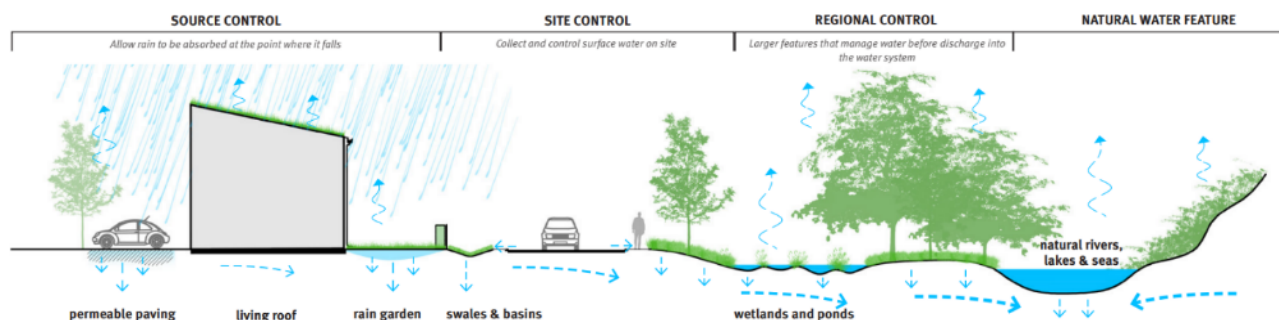 SOURCE CONTROL
SITE CONTROL
REGIONAL CONTROL
NATURAL WATER FEATURE
Allow rain to be absorbed at the point where it falls
Collect and control surface water on site
Larger features that manage water before discharge into
the water system
natural rivers,
lakes & seas
permeable paving
living roof
rain garden
swales & basins
wetlands and ponds